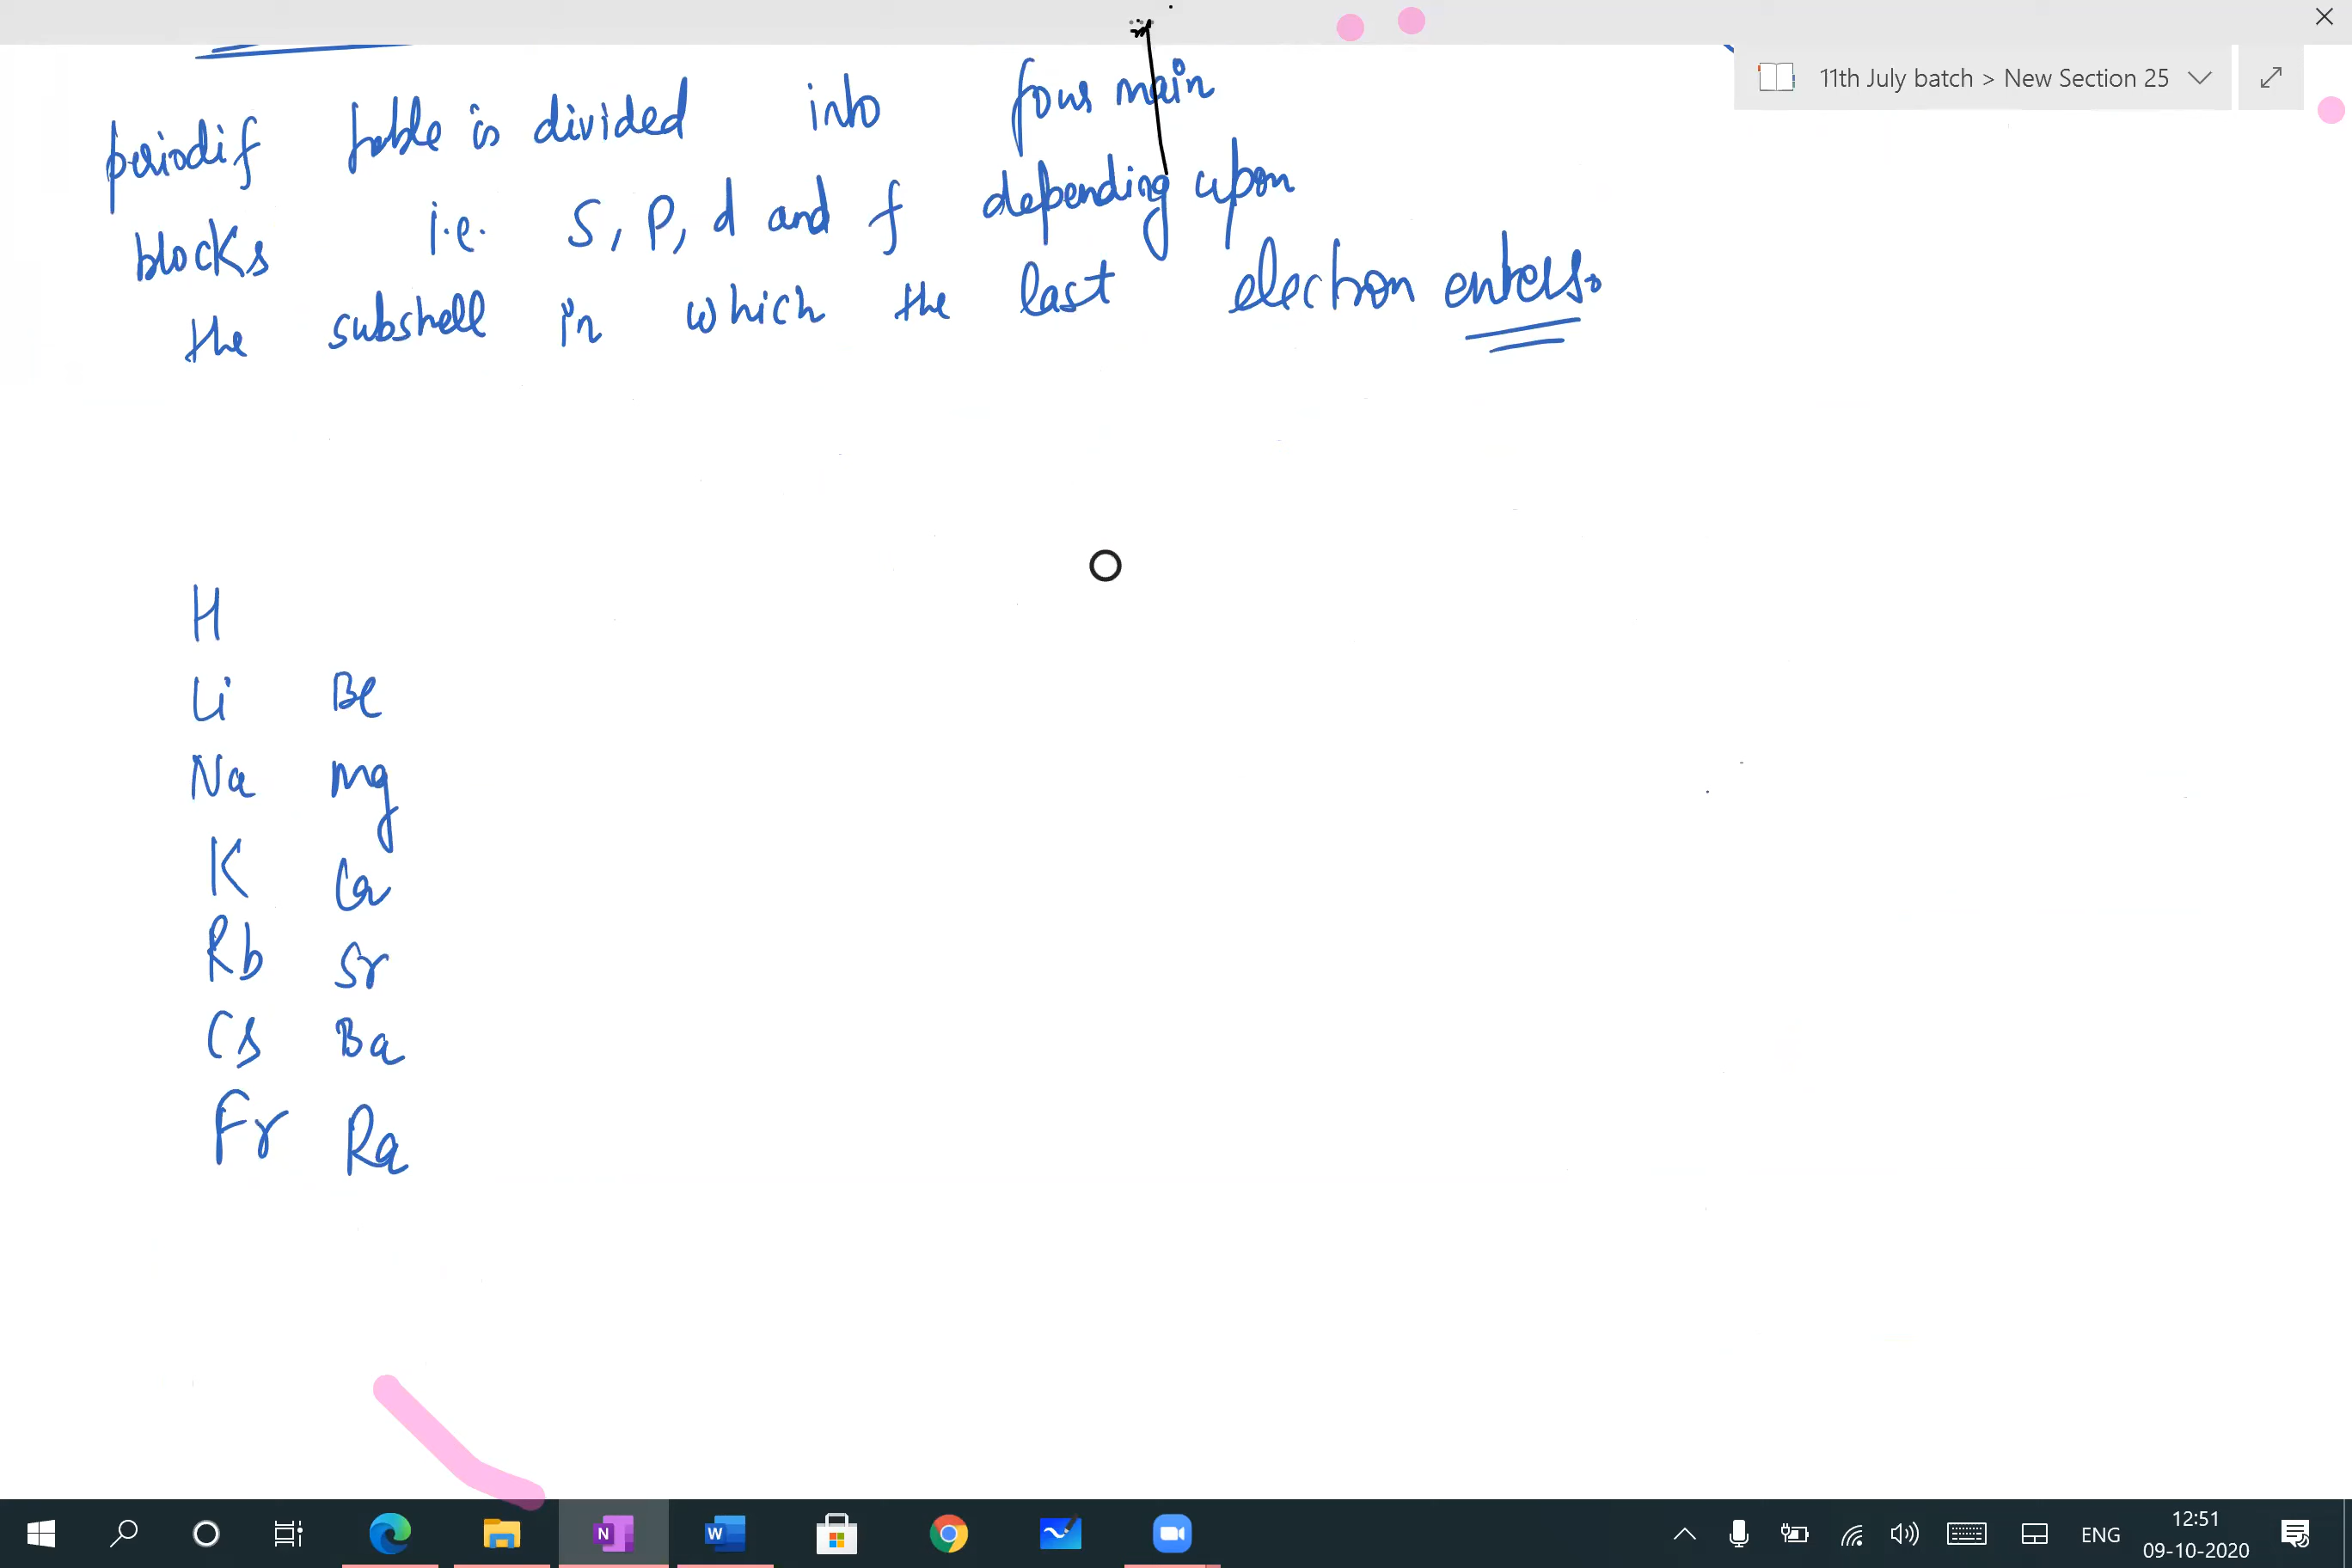 11th July batch > New Section 25
periodif table is divided into four main
blocks i.e. S, P, d and f depending upon
the subshell in which the last electron enters.
H
Li Be
Na Mg
K Ca
Rb Sr
Cs Ba
Fr Ra
ENG
12:51
09-10-2020